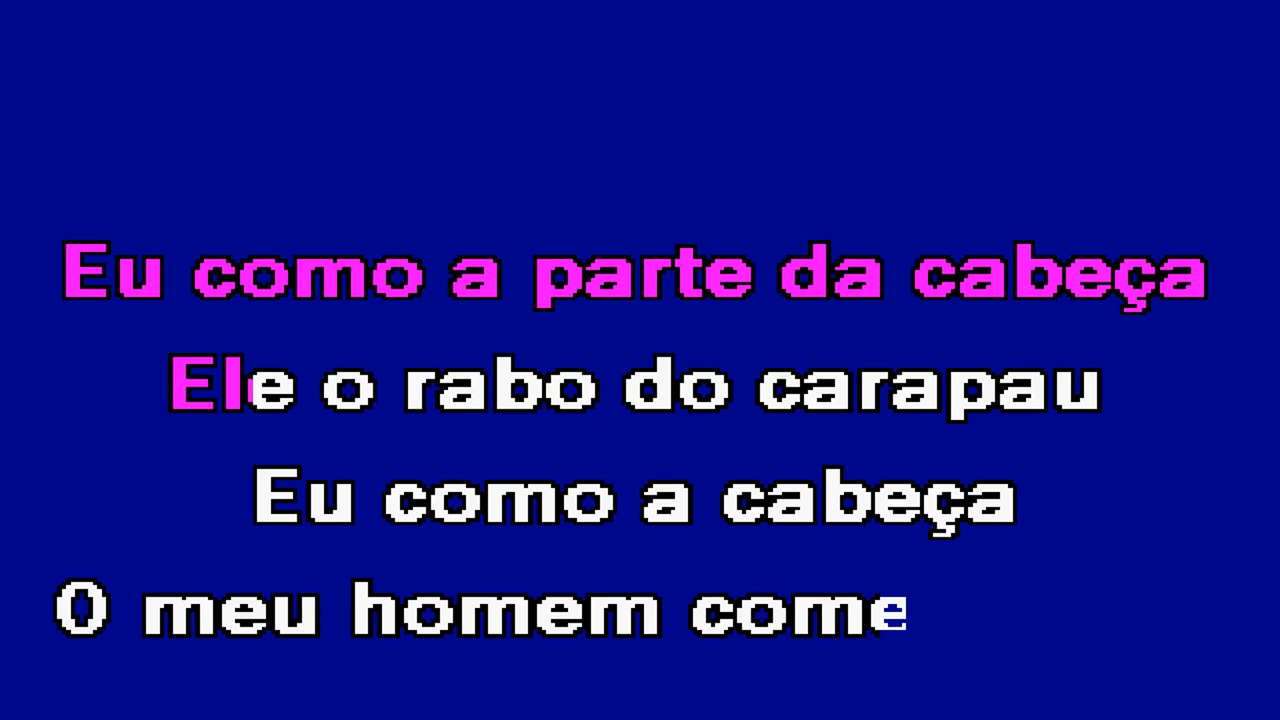 Eu como a parte da cabeça
Ele o rabo do carapau
Eu como a cabeça
O meu homem come